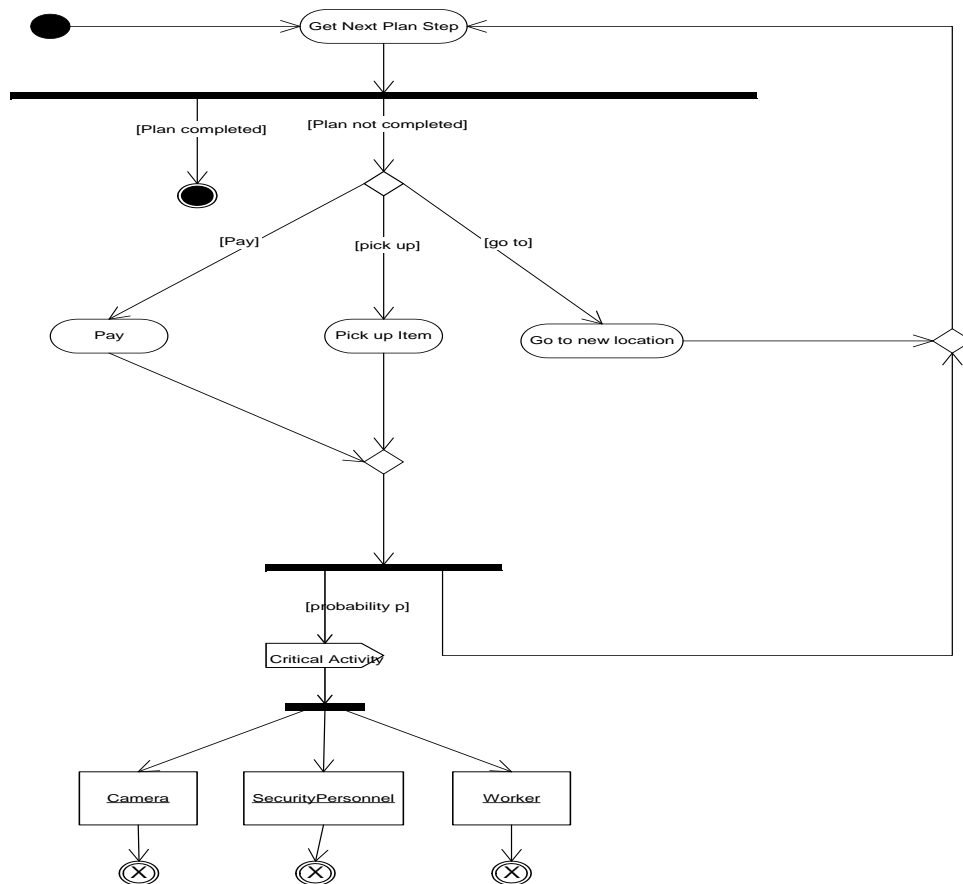 Get Next Plan Step
[Plan completed]
[Plan not completed]
[Pay]
[pick up]
[go to]
Pay
Pick up Item
Go to new location
[probability p]
Critical Activity
Camera
SecurityPersonnel
Worker
X
X
X